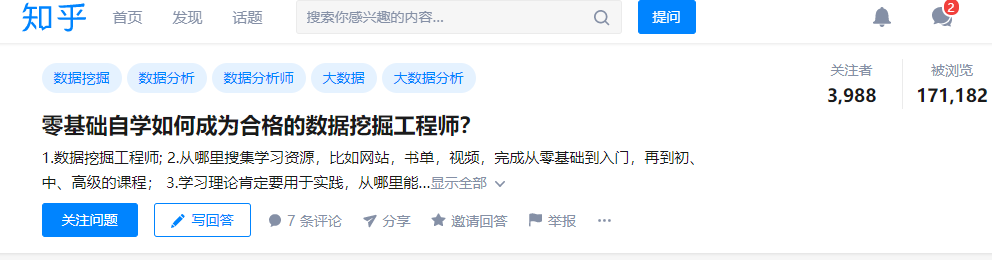 知乎 首页 发现 话题 搜索你感兴趣的内容... 提问 2
数据挖掘 数据分析 数据分析师 大数据 大数据分析
关注者 被浏览
3,988 171,182
零基础自学如何成为合格的数据挖掘工程师?
1.数据挖掘工程师; 2.从哪里搜集学习资源，比如网站，书单，视频，完成从零基础到入门，再到初、
中、高级的课程； 3.学习理论肯定要用于实践，从哪里能...显示全部
关注问题 写回答 7 条评论 分享 邀请回答 举报 ···